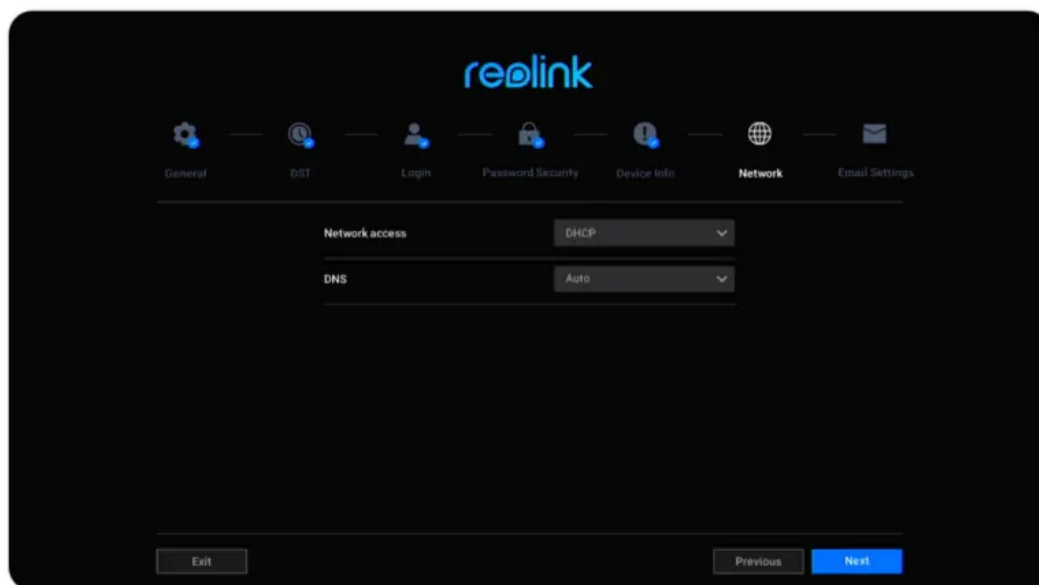 reolink
General DST Login Password Security Device Info Network Email Settings
Network access DHCP
DNS Auto
Exit Previous Next